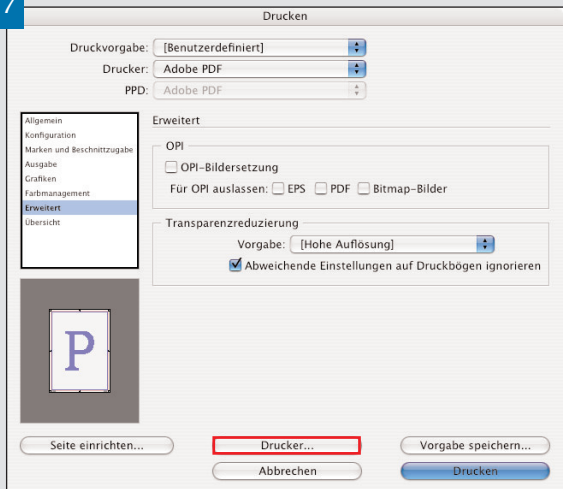 7
Drucken
Druckvorgabe: [Benutzerdefiniert]
Drucker: Adobe PDF
PPD: Adobe PDF
Allgemein
Konfiguration
Marken und Beschnittzugabe
Ausgabe
Grafiken
Farbmanagement
Erweitert
Übersicht
Erweitert
OPI
OPI-Bildersetzung
Für OPI auslassen: EPS PDF Bitmap-Bilder
Transparenzreduzierung
Vorgabe: [Hohe Auflösung]
Abweichende Einstellungen auf Druckbögen ignorieren
P
Seite einrichten... Drucker... Vorgabe speichern...
Abbrechen Drucken